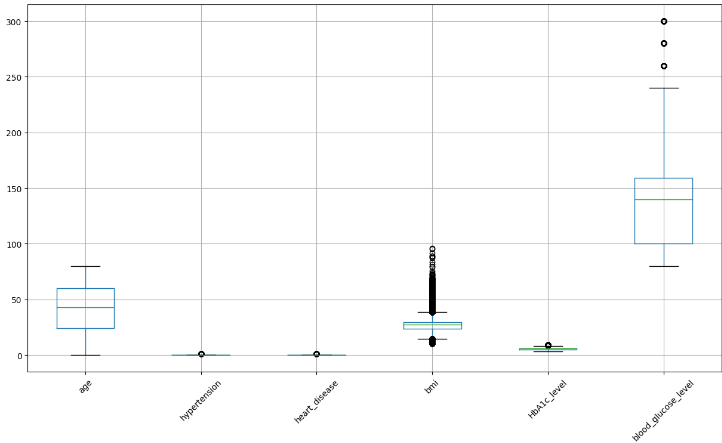 300
250
200
150
100
50
0
age
hypertension
heart_disease
bmi
HbA1c_level
blood_glucose_level